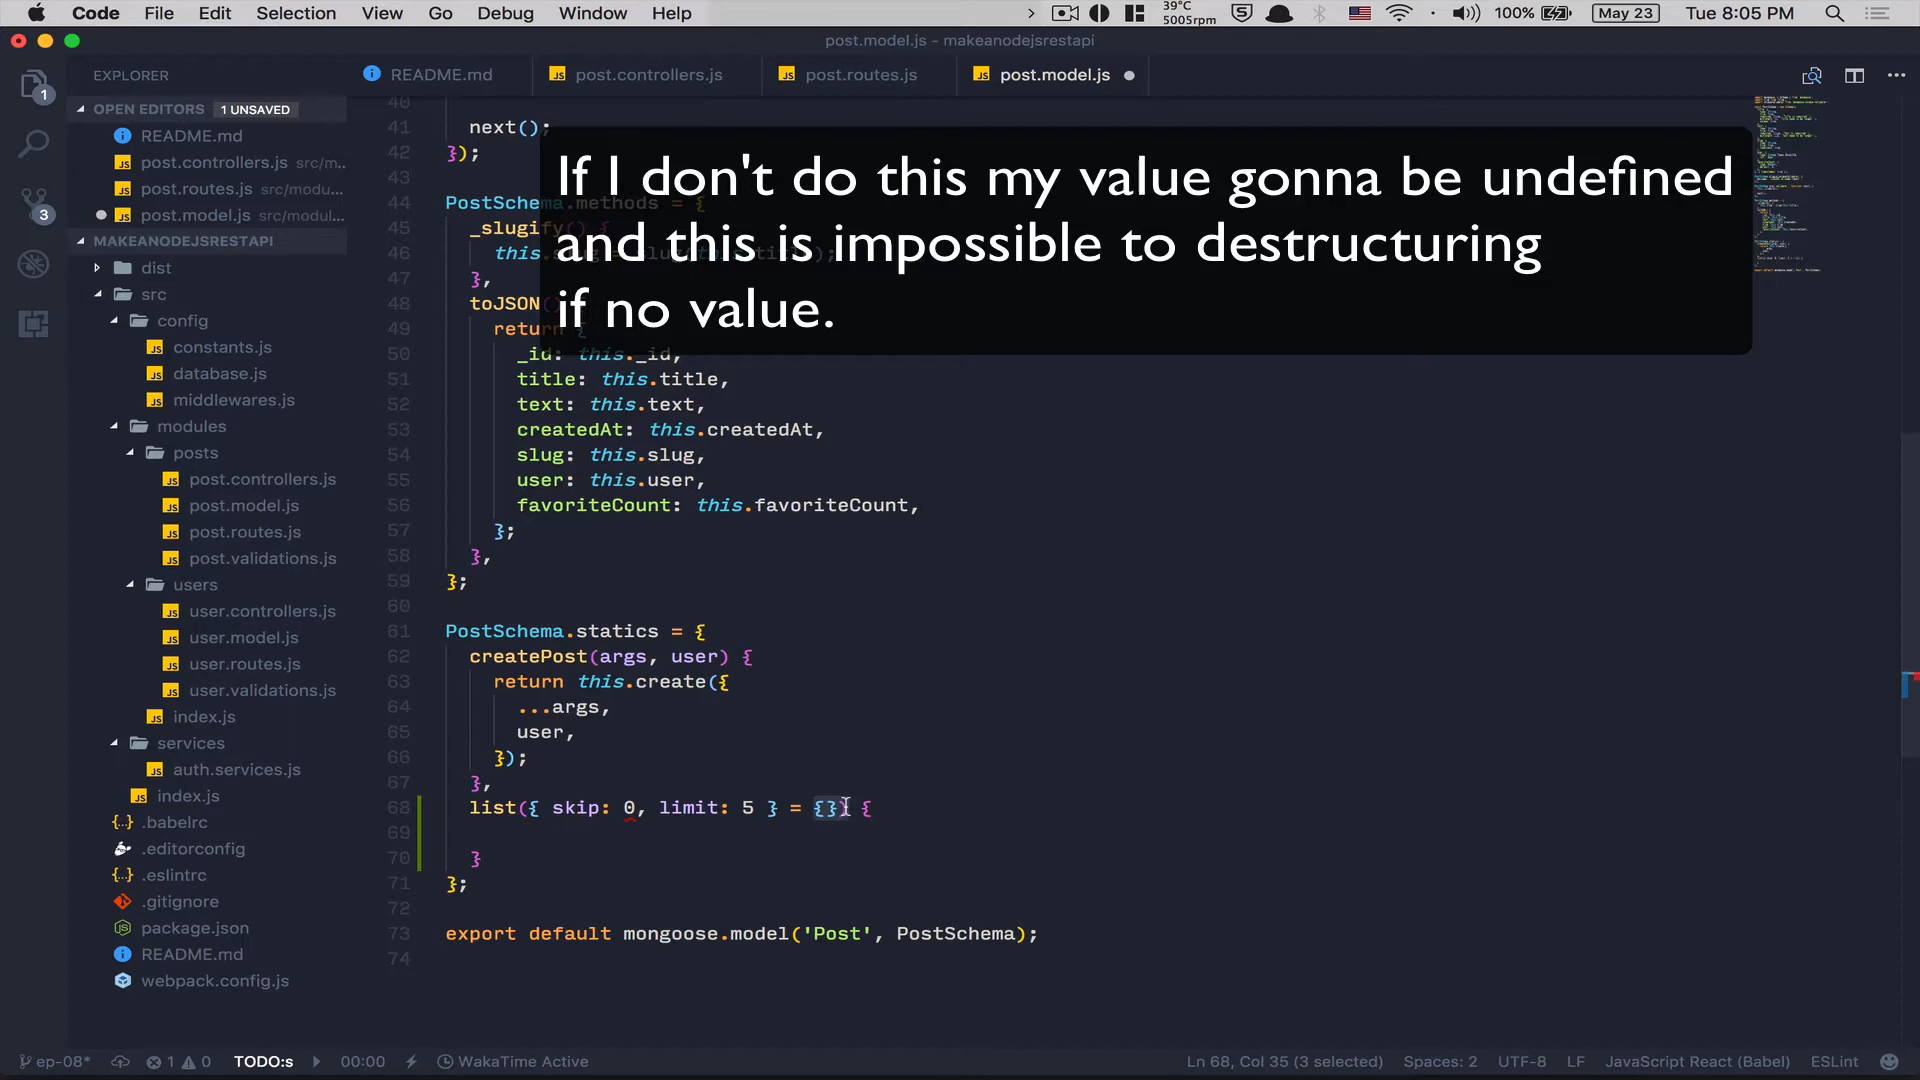 Code File Edit Selection View Go Debug Window Help 39°C 5005rpm 100% May 23 Tue 8:05 PM
post.model.js - makeanodejsrestapi
EXPLORER
README.md post.controllers.js post.routes.js post.model.js
OPEN EDITORS 1 UNSAVED
README.md
post.controllers.js src/m...
post.routes.js src/modu...
post.model.js src/modul...
MAKEANODEJSRESTAPI
dist
src
config
constants.js
database.js
middlewares.js
modules
posts
post.controllers.js
post.model.js
post.routes.js
post.validations.js
users
user.controllers.js
user.model.js
user.routes.js
user.validations.js
index.js
services
auth.services.js
index.js
.babelrc
.editorconfig
.eslintrc
.gitignore
package.json
README.md
webpack.config.js
1
3
If I don't do this my value gonna be undefined
and this is impossible to destructuring
if no value.
40
41 next();
42 });
43
44 PostSchema.methods = {
45 _slugify() {
46 this.
47 },
48 toJSON()
49 return {
50 _id: this._id,
51 title: this.title,
52 text: this.text,
53 createdAt: this.createdAt,
54 slug: this.slug,
55 user: this.user,
56 favoriteCount: this.favoriteCount,
57 };
58 },
59 };
60
61 PostSchema.statics = {
62 createPost(args, user) {
63 return this.create({
64 ...args,
65 user,
66 });
67 },
68 list({ skip: 0, limit: 5 } = {}) {
69
70 }
71 };
72
73 export default mongoose.model('Post', PostSchema);
74
ep-08* 1 0 TODO:s 00:00 WakaTime Active Ln 68, Col 35 (3 selected) Spaces: 2 UTF-8 LF JavaScript React (Babel) ESLint